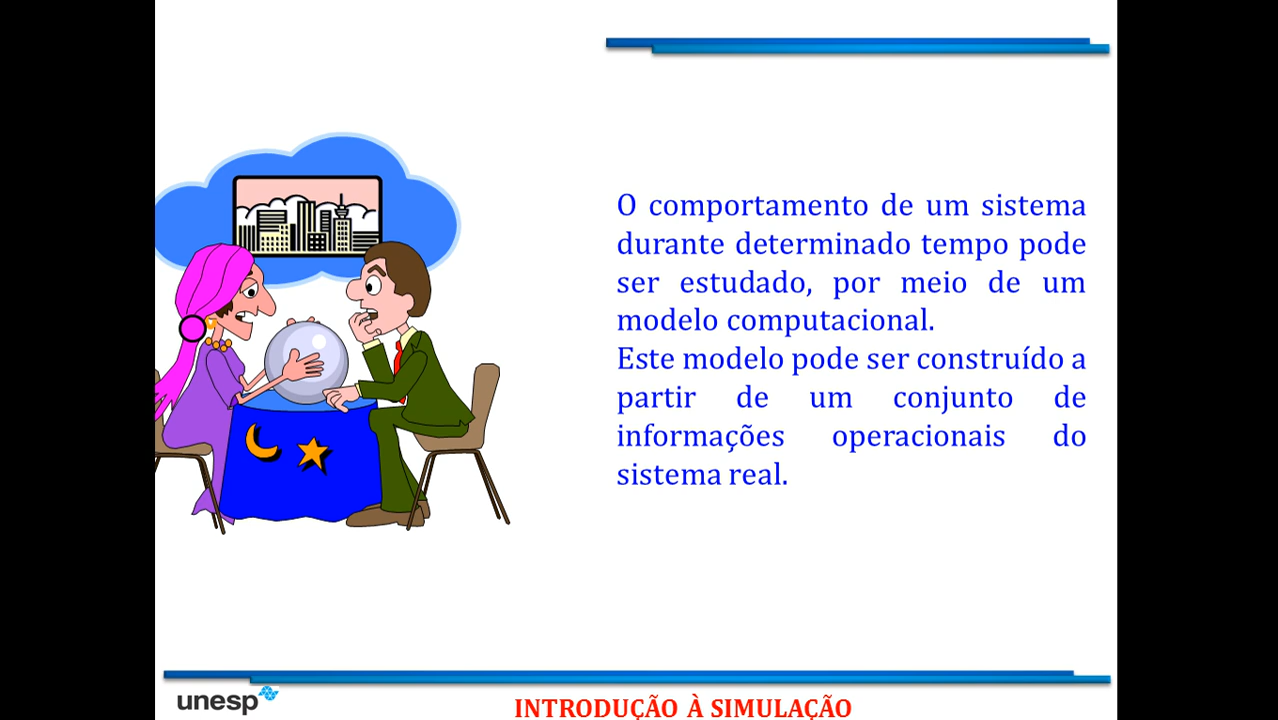 O comportamento de um sistema
durante determinado tempo pode
ser estudado, por meio de um
modelo computacional.
Este modelo pode ser construído a
partir de um conjunto de
informações operacionais do
sistema real.
unesp
INTRODUÇÃO À SIMULAÇÃO